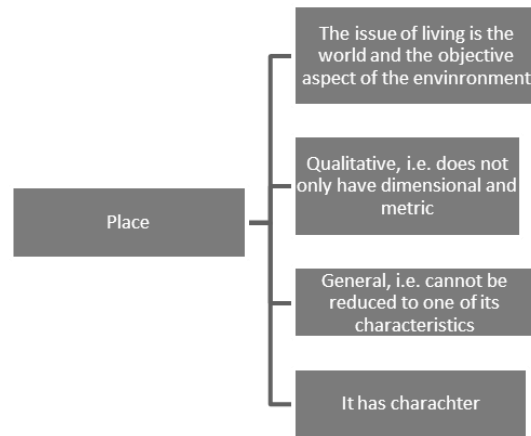 Place
The issue of living is the
world and the objective
aspect of the envinronment
Qualitative, i.e. does not
only have dimensional and
metric
General, i.e. cannot be
reduced to one of its
characteristics
It has charachter